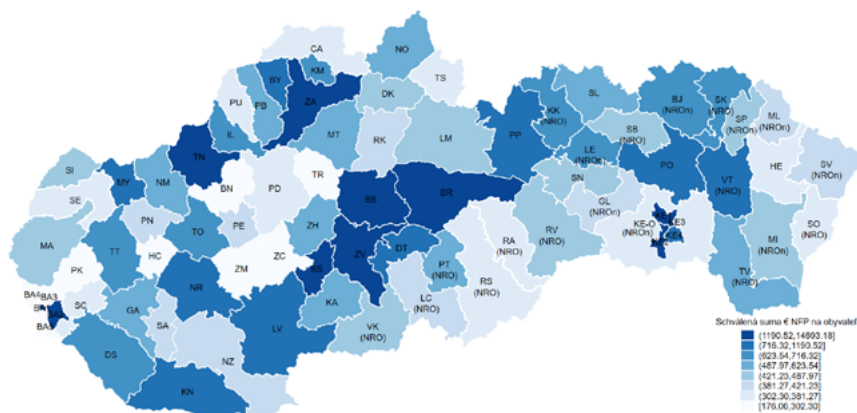 CA
NO
KM
BY
TS
PU
PB
ZA
DK
KK
(NRO)
SL
BJ
(NROn)
SK
(NRO)
SP
(NROn)
ML
(NROn)
IL
MT
RK
LM
PP
LE
(NRO)
SB
(NRO)
TN
PO
HE
SV
(NROn)
SI
MY
NM
BN
PD
TR
BB
BR
SN
(NRO)
VT
(NRO)
SE
PN
TO
PE
ZH
GL
(NROn)
KE-O
(NROn)
KE3
SO
(NRO)
MA
TT
HC
ZM
ZC
BS
ZV
DT
PT
(NRO)
RA
(NRO)
RV
(NRO)
MI
(NRO)
PK
SC
NR
KA
LC
(NRO)
RS
(NRO)
TV
(NRO)
BA4
BA3
GA
SA
LV
VK
(NRO)
DS
NZ
KN
Schválená suma € NFP na obyvateľ
(1190.52,14693.18]
(716.32,1190.52]
(623.54,716.32]
(487.97,623.54]
(421.23,487.97]
(381.27,421.23]
(302.30,381.27]
[176.06,302.30]